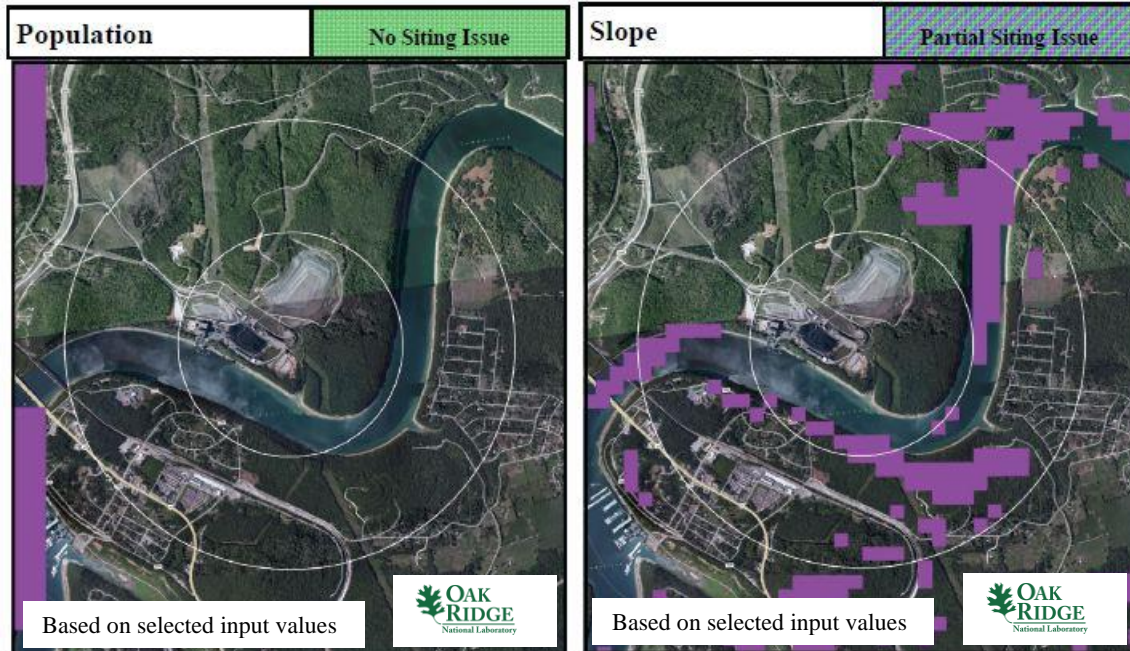 Population
No Siting Issue
Slope
Partial Siting Issue
Based on selected input values
OAK
RIDGE
National Laboratory
Based on selected input values
OAK
RIDGE
National Laboratory